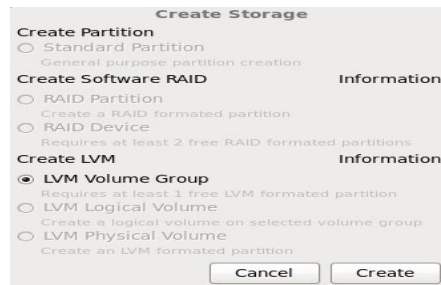 Create Storage
Create Partition
Standard Partition
General purpose partition creation
Create Software RAID Information
RAID Partition
Create a RAID formated partition
RAID Device
Requires at least 2 free RAID formated partitions
Create LVM Information
LVM Volume Group
Requires at least 1 free LVM formated partition
LVM Logical Volume
Create a logical volume on selected volume group
LVM Physical Volume
Create an LVM formated partition
Cancel Create